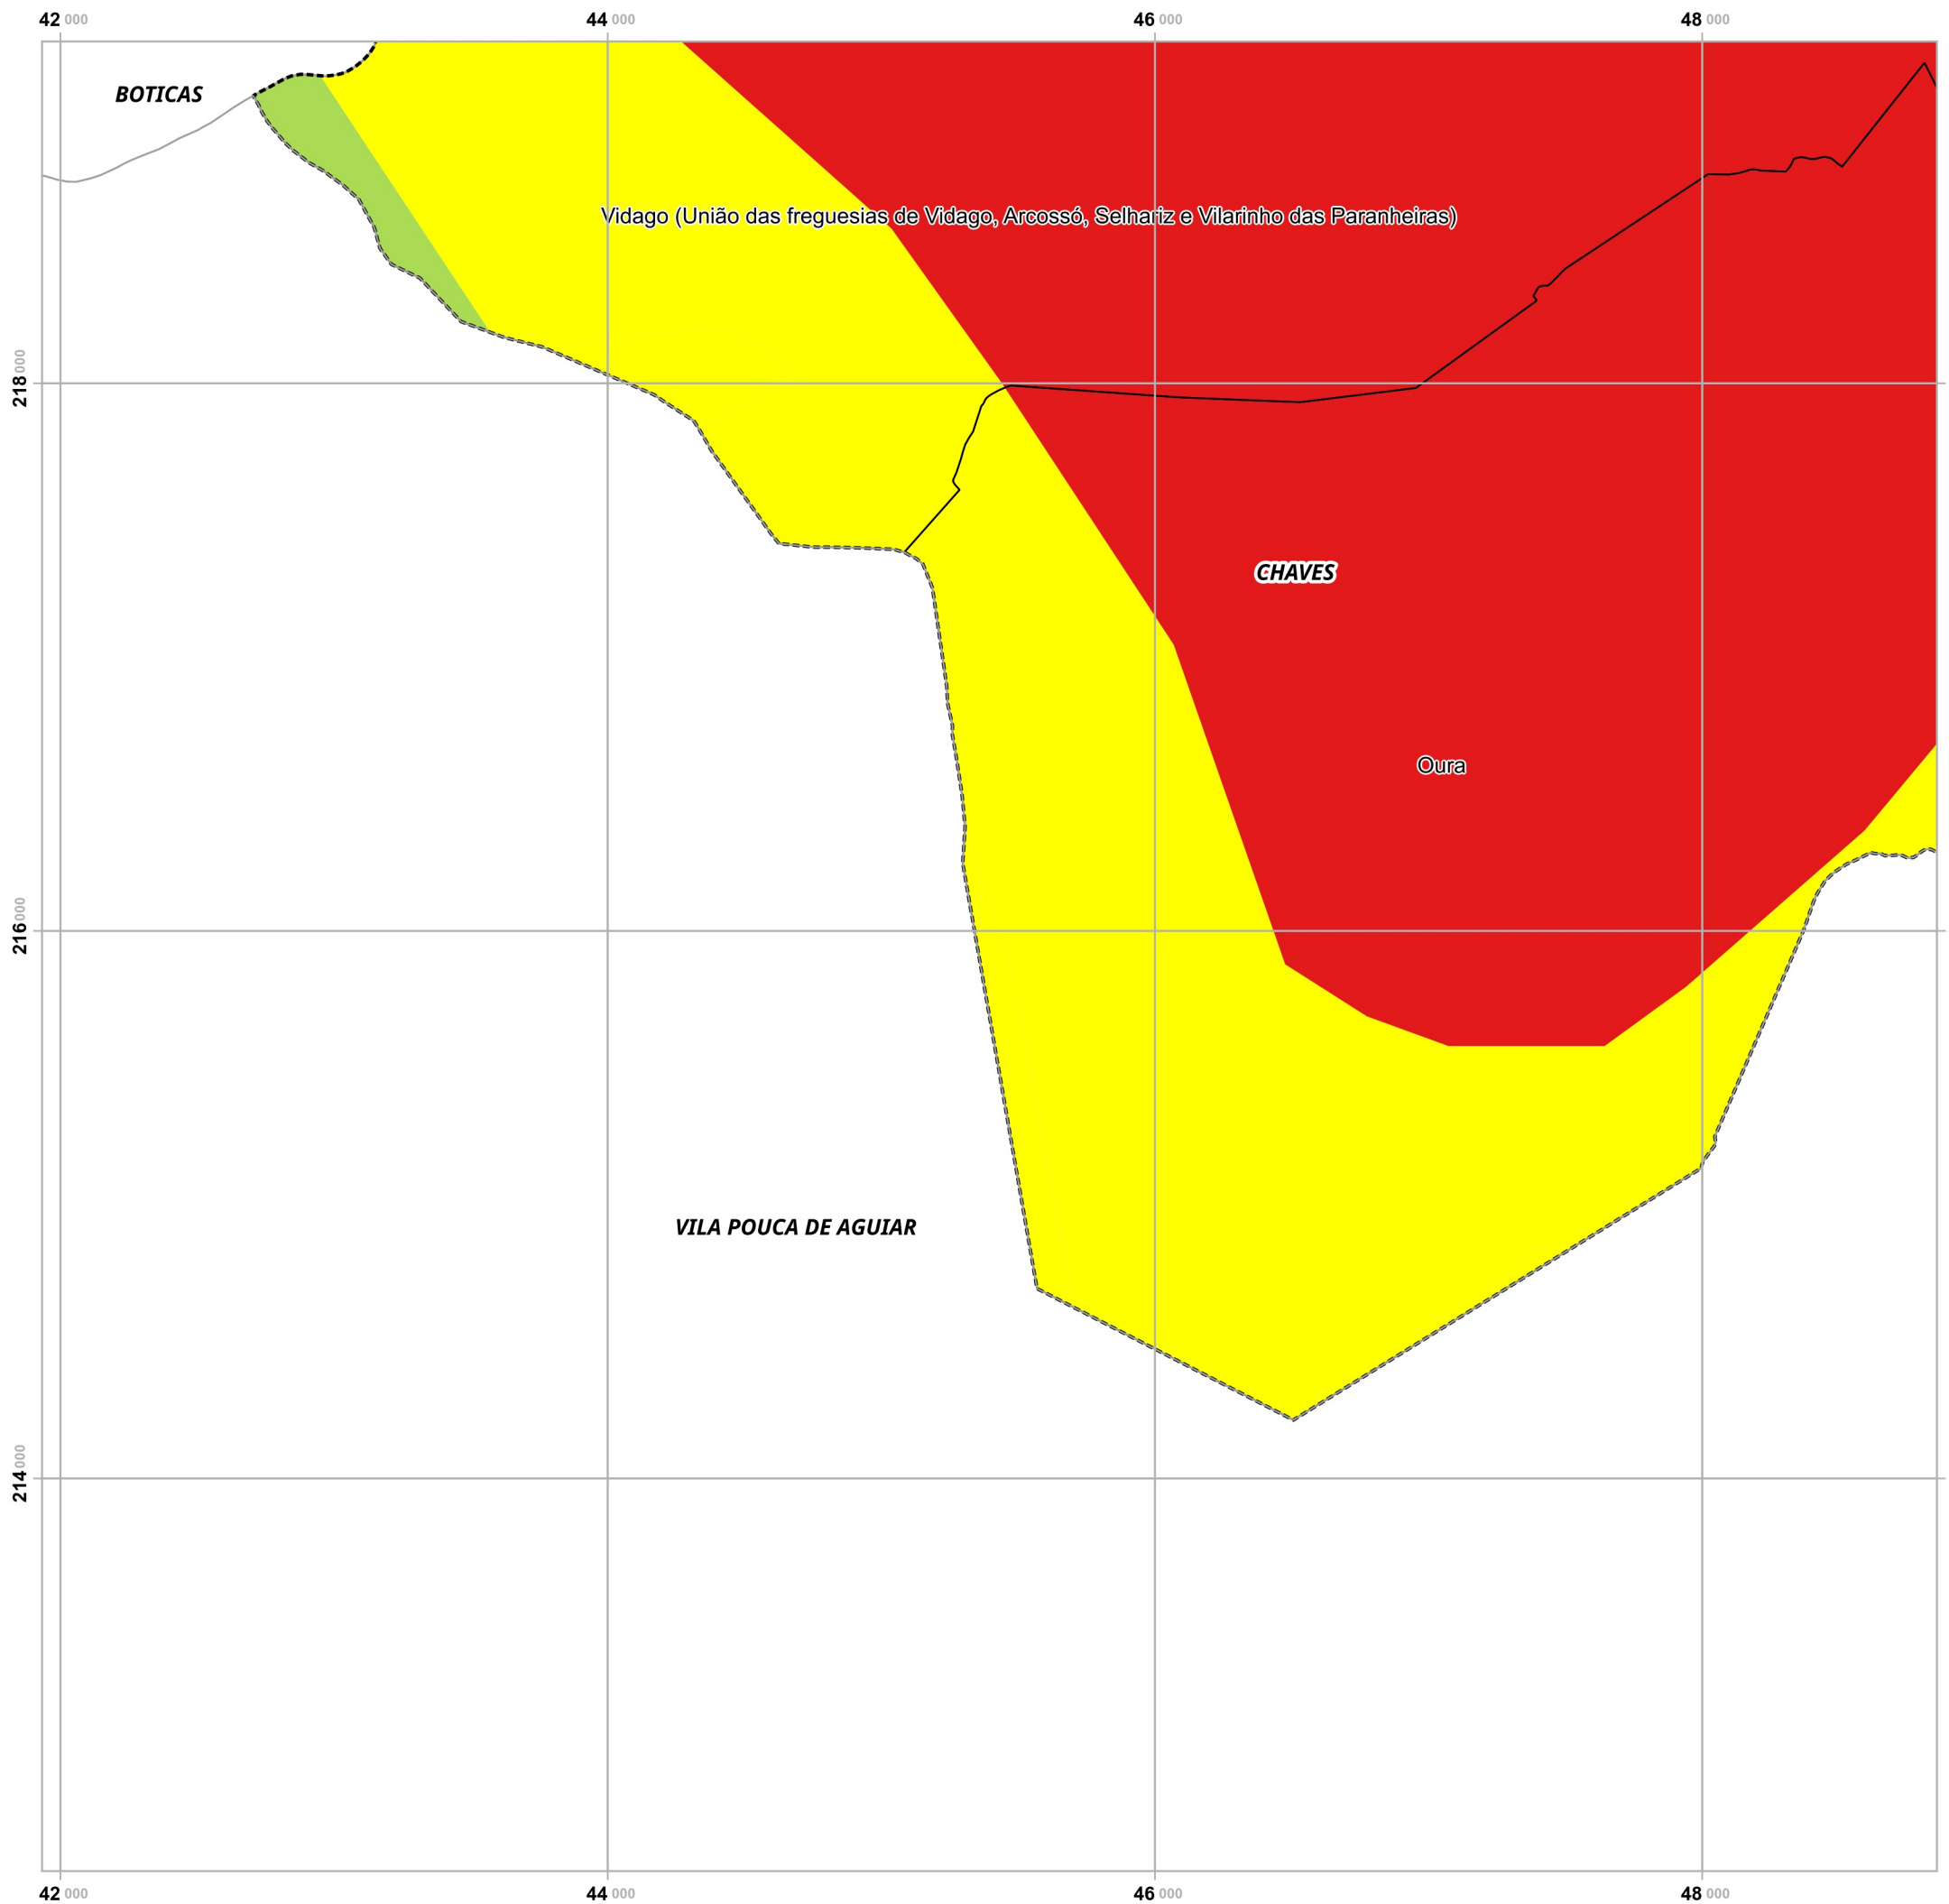 42 000 44 000 46 000 48 000
BOTICAS
Vidago (União das freguesias de Vidago, Arcossó, Selhariz e Vilarinho das Paranheiras)
218 000
CHAVES
Oura
216 000
VILA POUCA DE AGUIAR
214 000
42 000 44 000 46 000 48 000